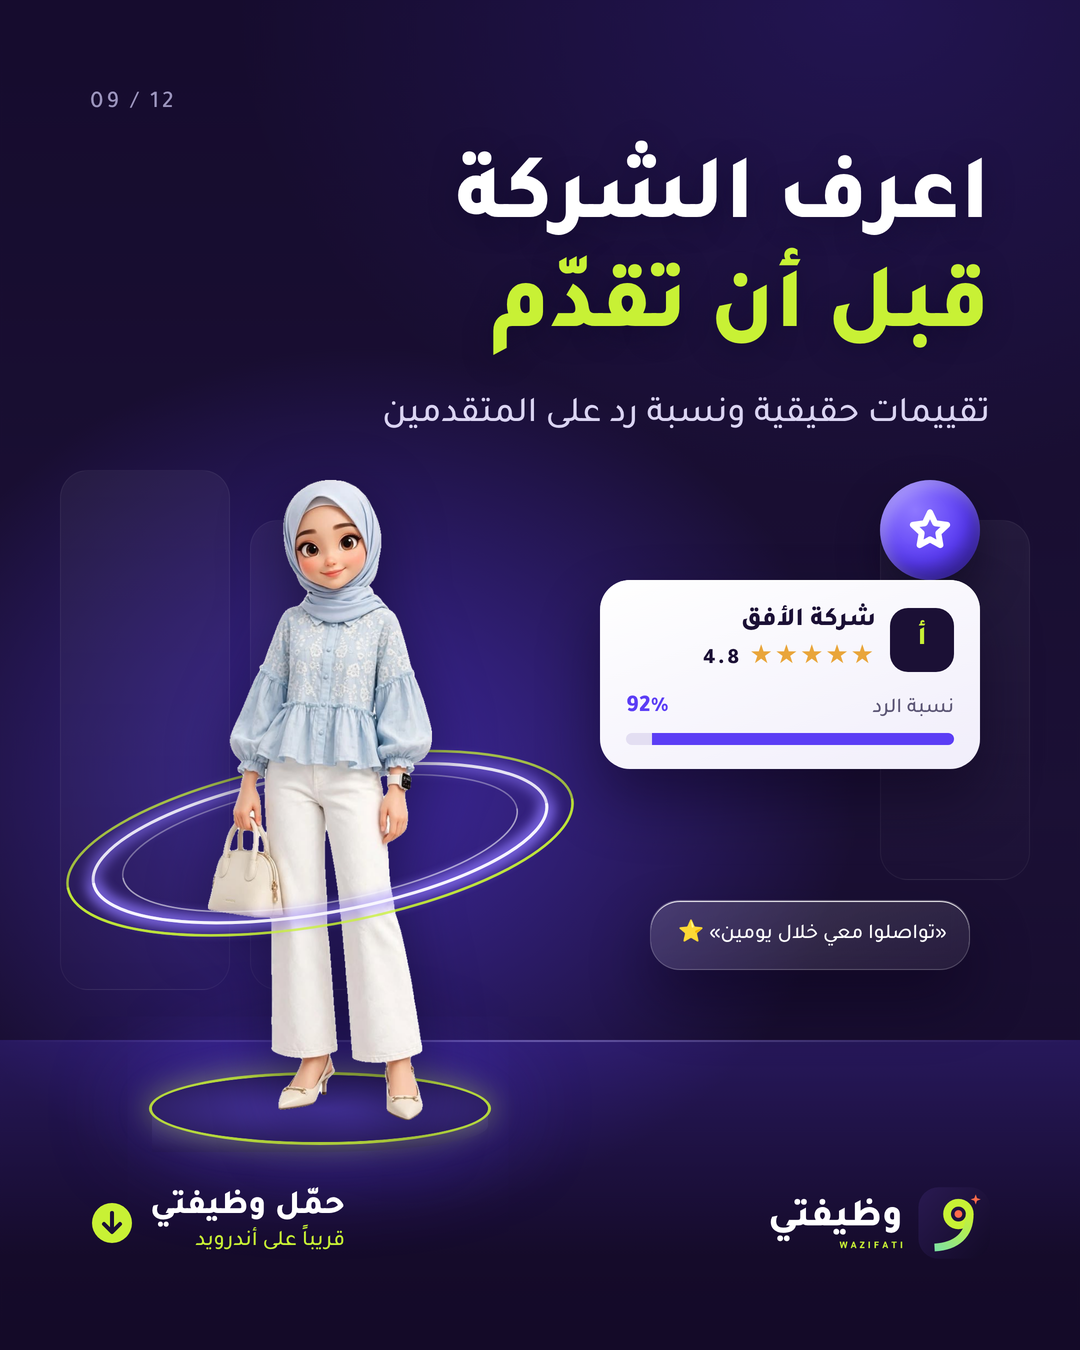 09 / 12
اعرف الشركة
قبل أن تقدّم
تقييمات حقيقية ونسبة رد على المتقدمين
أ
شركة الأفق
★★★★★ 4.8
نسبة الرد 92%
«تواصلوا معي خلال يومين» ⭐
وظيفتي
WAZIFATI
حمّل وظيفتي
قريباً على أندرويد